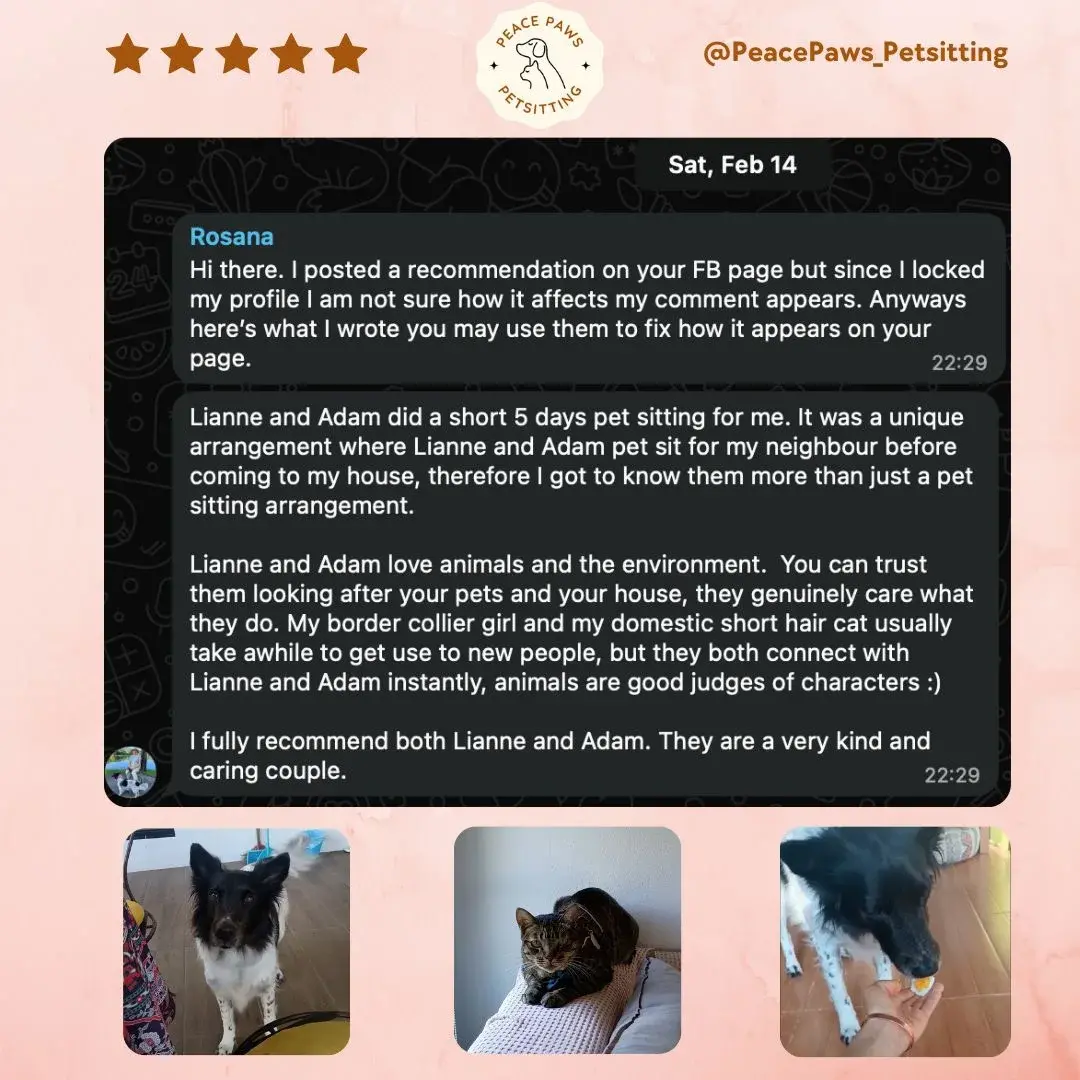 PEACE PAWS
PETSITTING
@PeacePaws_Petsitting
Sat, Feb 14
Rosana
Hi there. I posted a recommendation on your FB page but since I locked
my profile I am not sure how it affects my comment appears. Anyways
here’s what I wrote you may use them to fix how it appears on your
page.
22:29
Lianne and Adam did a short 5 days pet sitting for me. It was a unique
arrangement where Lianne and Adam pet sit for my neighbour before
coming to my house, therefore I got to know them more than just a pet
sitting arrangement.
Lianne and Adam love animals and the environment.  You can trust
them looking after your pets and your house, they genuinely care what
they do. My border collier girl and my domestic short hair cat usually
take awhile to get use to new people, but they both connect with
Lianne and Adam instantly, animals are good judges of characters :)
I fully recommend both Lianne and Adam. They are a very kind and
caring couple.
22:29